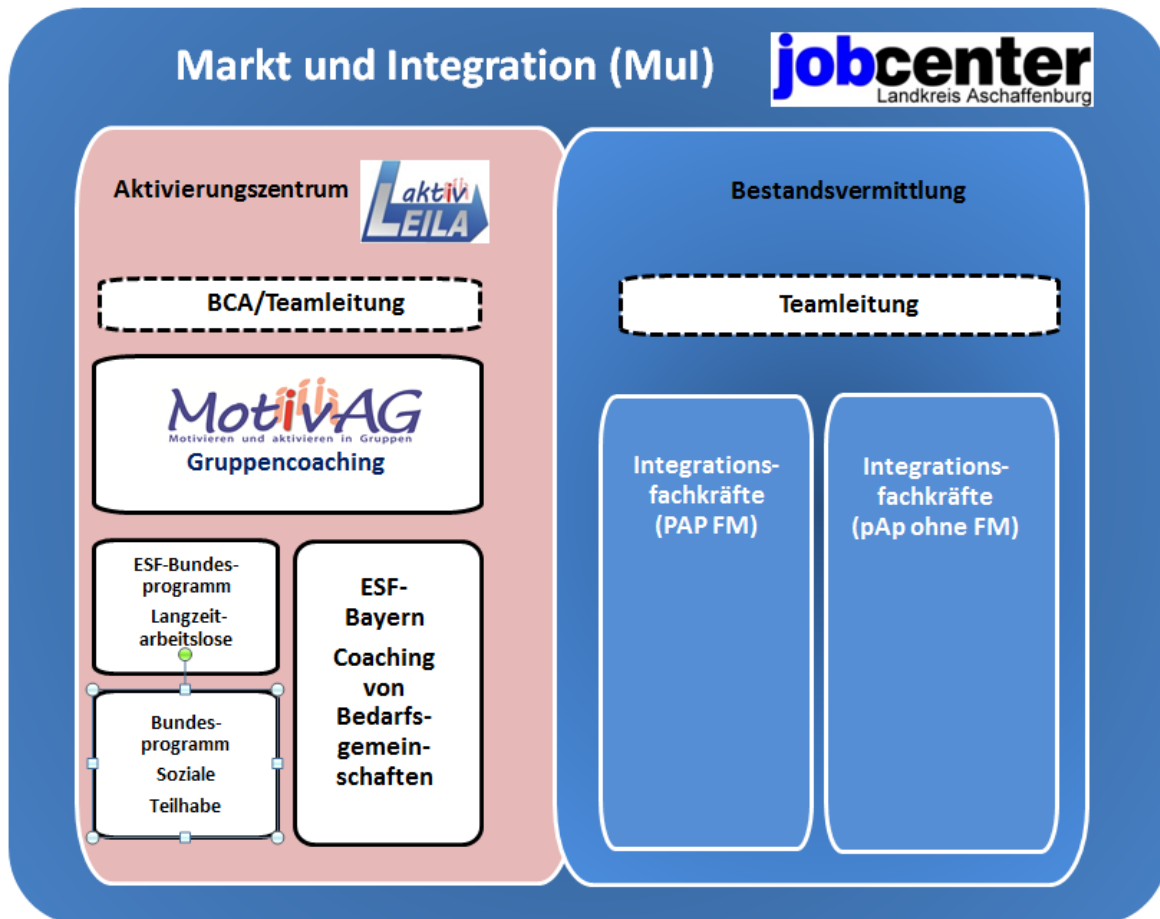 Markt und Integration (MuI)
jobcenter
Landkreis Aschaffenburg
Aktivierungszentrum
aktiv
LEILA
BCA/Teamleitung
MotivAG
Motivieren und aktivieren in Gruppen
Gruppencoaching
ESF-Bundes-
programm
Langzeit-
arbeitslose
Bundes-
programm
Soziale
Teilhabe
ESF-
Bayern
Coaching
von
Bedarfs-
gemein-
schaften
Bestandsvermittlung
Teamleitung
Integrations-
fachkräfte
(PAP FM)
Integrations-
fachkräfte
(pAp ohne FM)